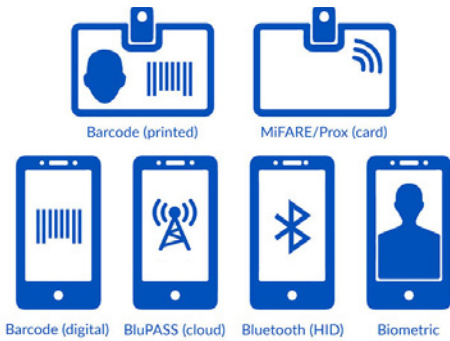 Barcode (printed)
MiFARE/Prox (card)
Barcode (digital)
BluPASS (cloud)
Bluetooth (HID)
Biometric